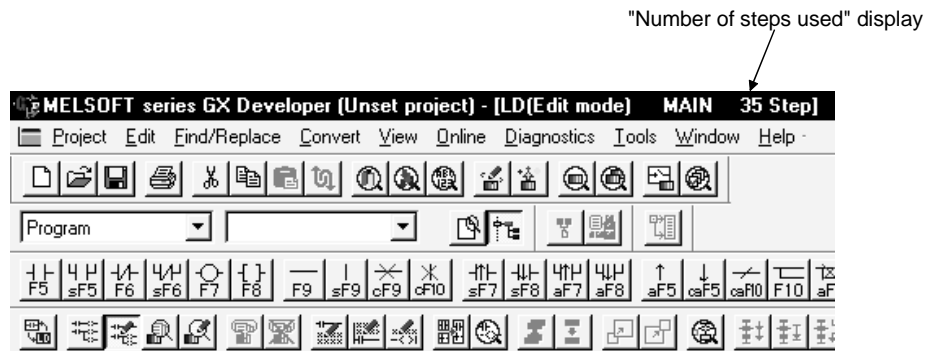 "Number of steps used" display
MELSOFT series GX Developer (Unset project) - [LD(Edit mode) MAIN 35 Step]
Project Edit Find/Replace Convert View Online Diagnostics Tools Window Help
Program
F5 sF5 F6 sF6 F7 F8 F9 sF9 cF9 cF10 sF7 sF8 aF7 aF8 aF5 caF5 caF10 F10 aF